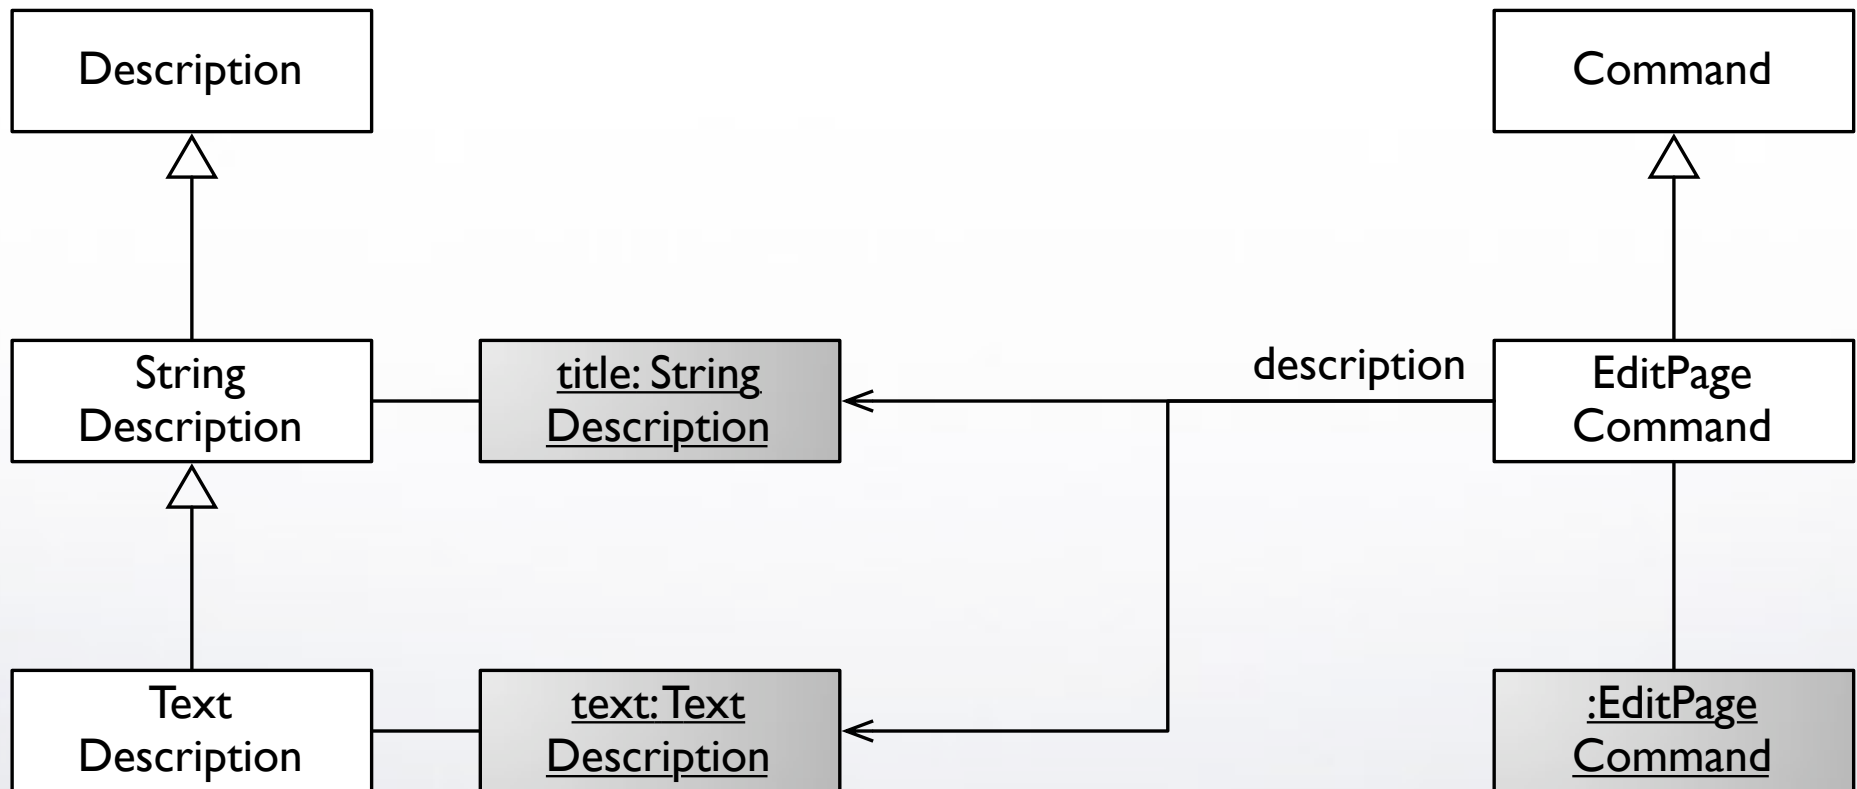 Description
Command
String
Description
title: String
Description
description
EditPage
Command
Text
Description
text: Text
Description
:EditPage
Command